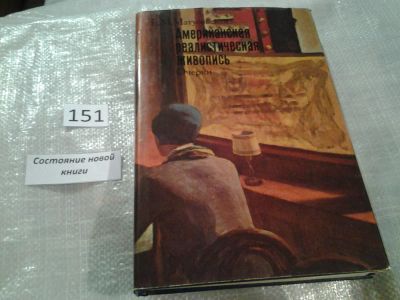 Американская
реалистическая
живопись
Очерки
151
Состояние новой
книги